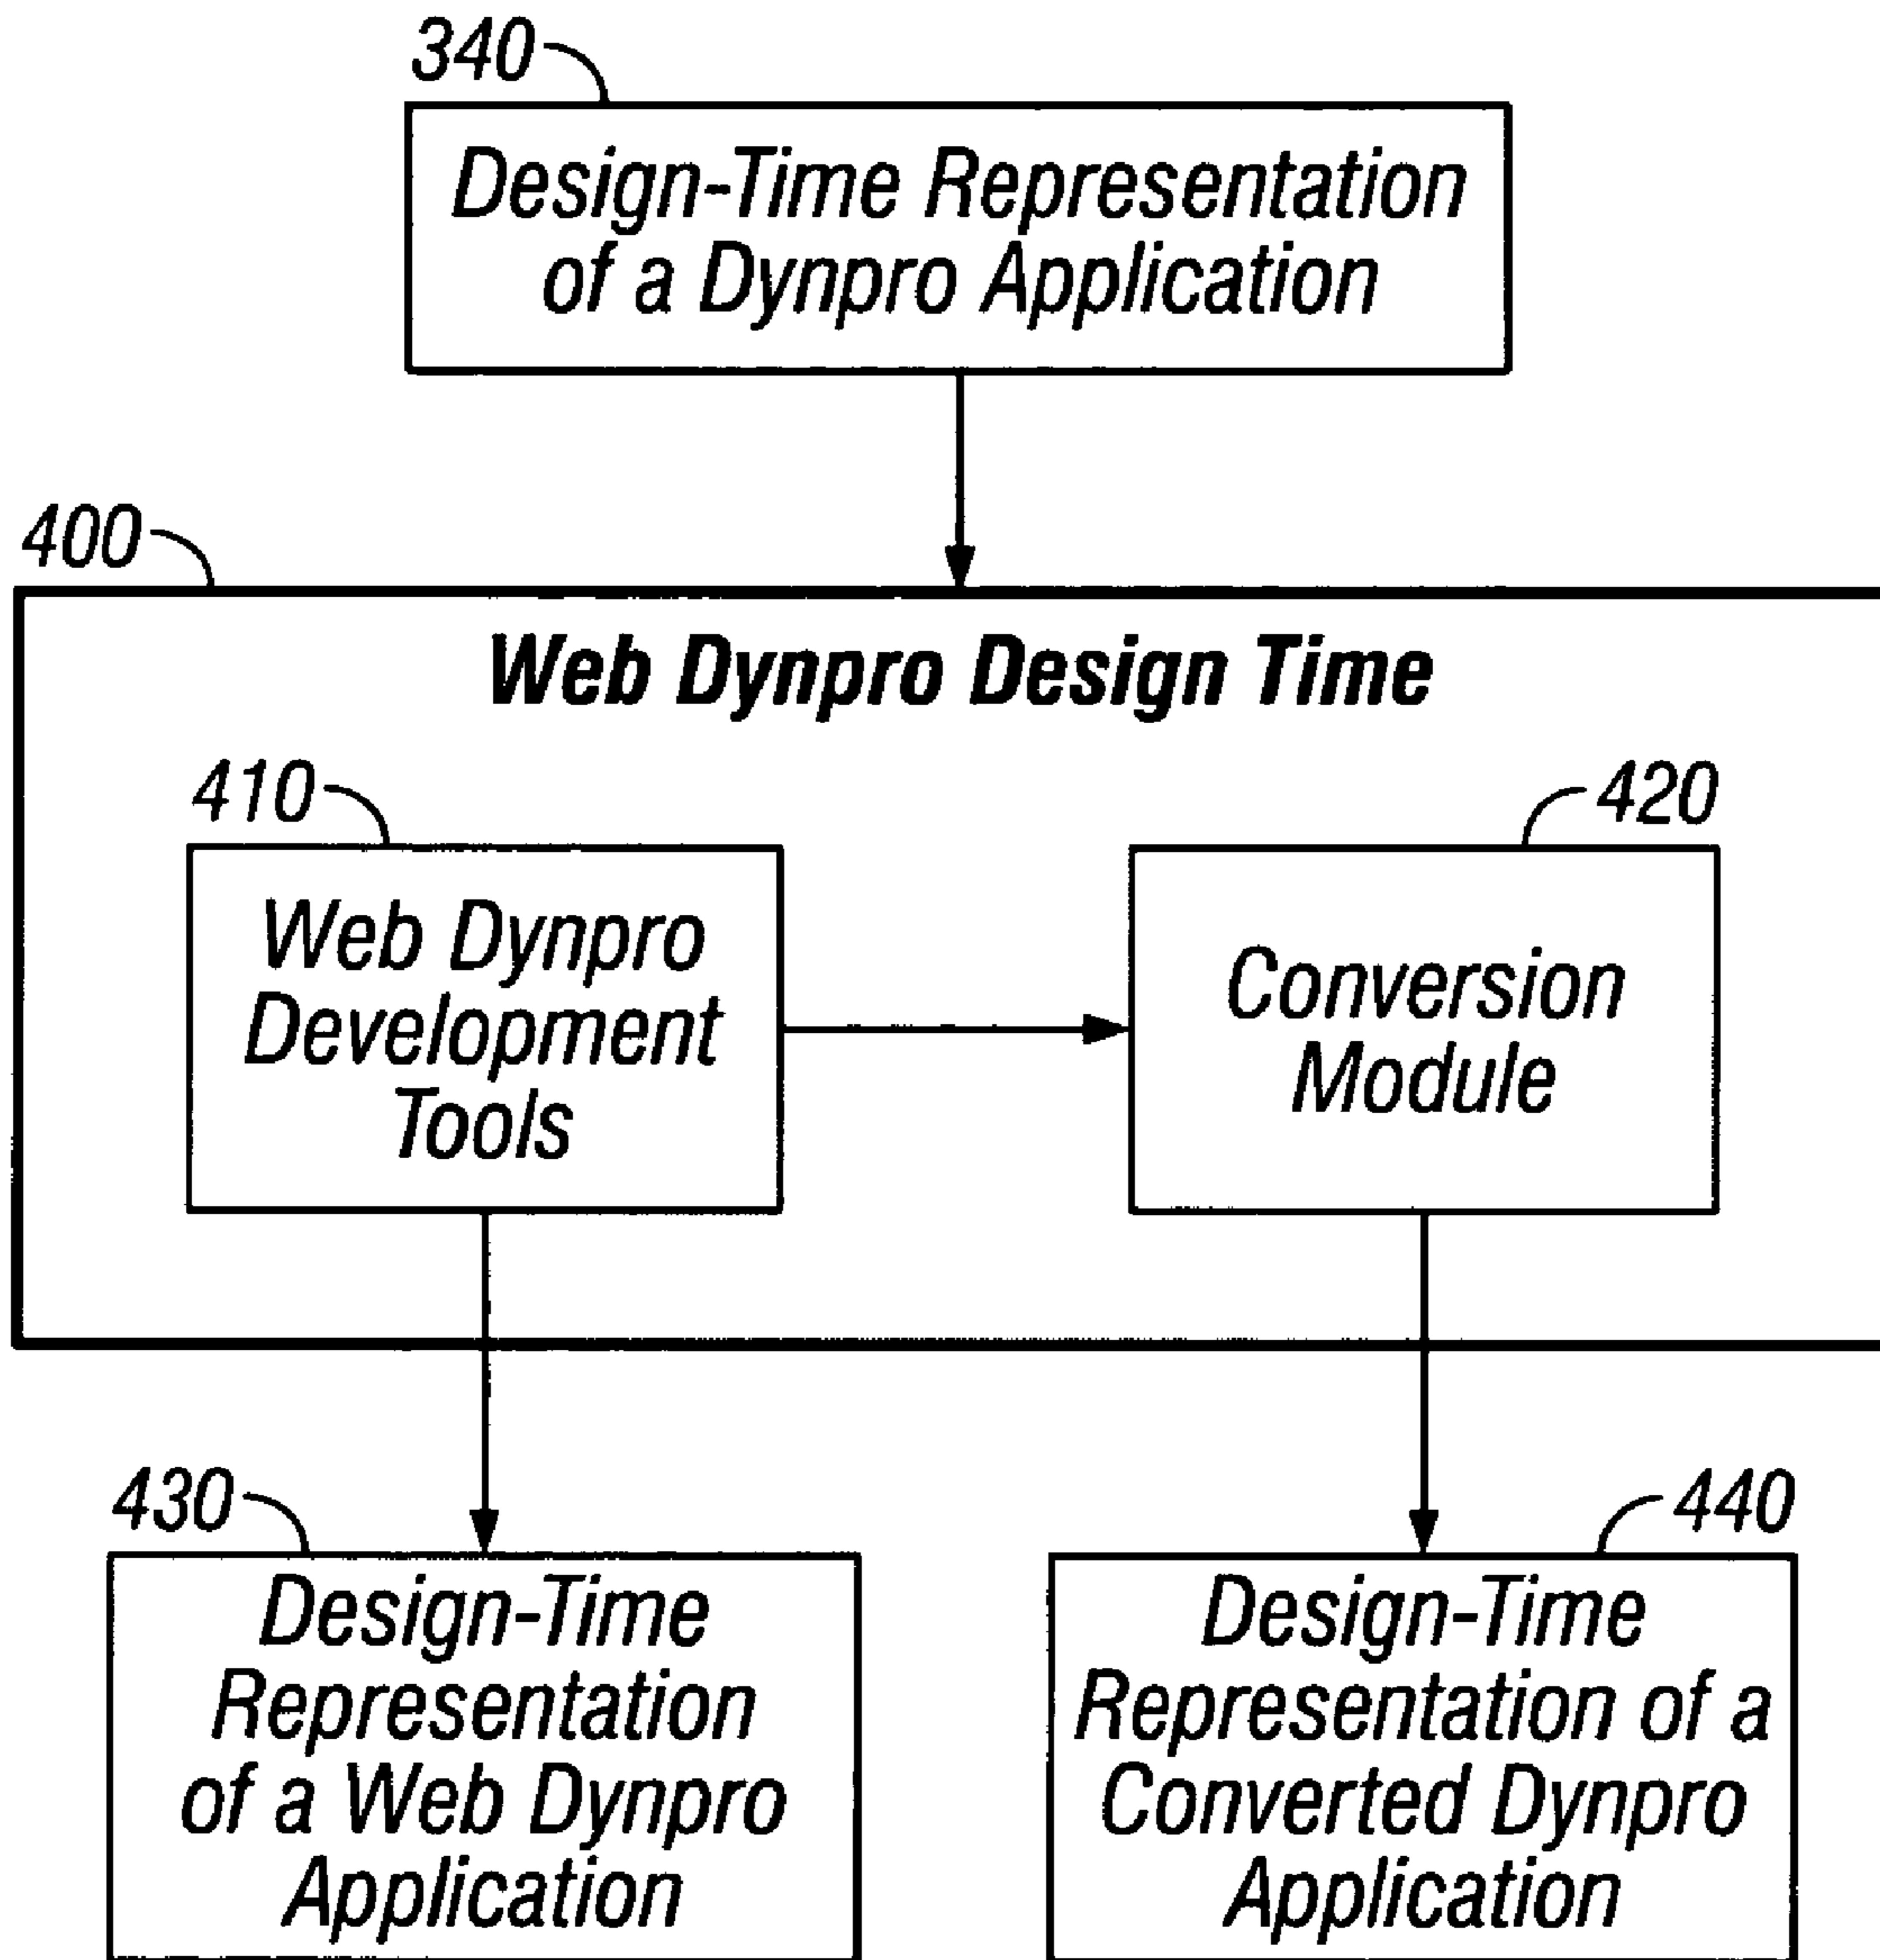 340
Design-Time Representation
of a Dynpro Application
400
Web Dynpro Design Time
410
420
Web Dynpro
Development
Tools
Conversion
Module
430
440
Design-Time
Representation
of a Web Dynpro
Application
Design-Time
Representation of a
Converted Dynpro
Application